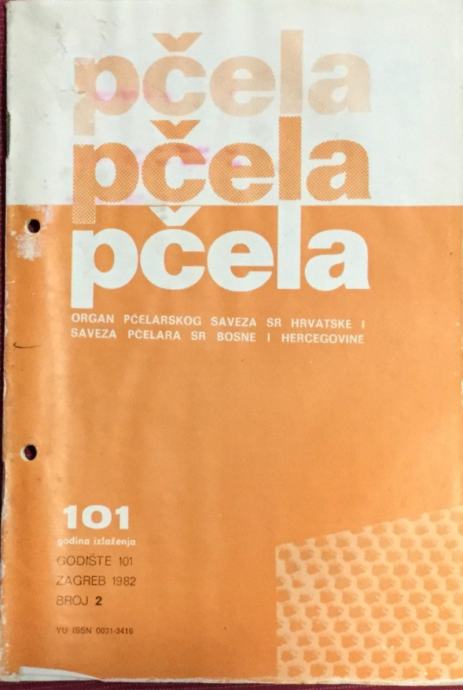 pčela
pčela
pčela
ORGAN PČELARSKOG SAVEZA SR HRVATSKE I
SAVEZA PČELARA SR BOSNE I HERCEGOVINE
101
godina izlaženja
GODIŠTE 101
ZAGREB 1982
BROJ 2
YU ISSN 0031-3416